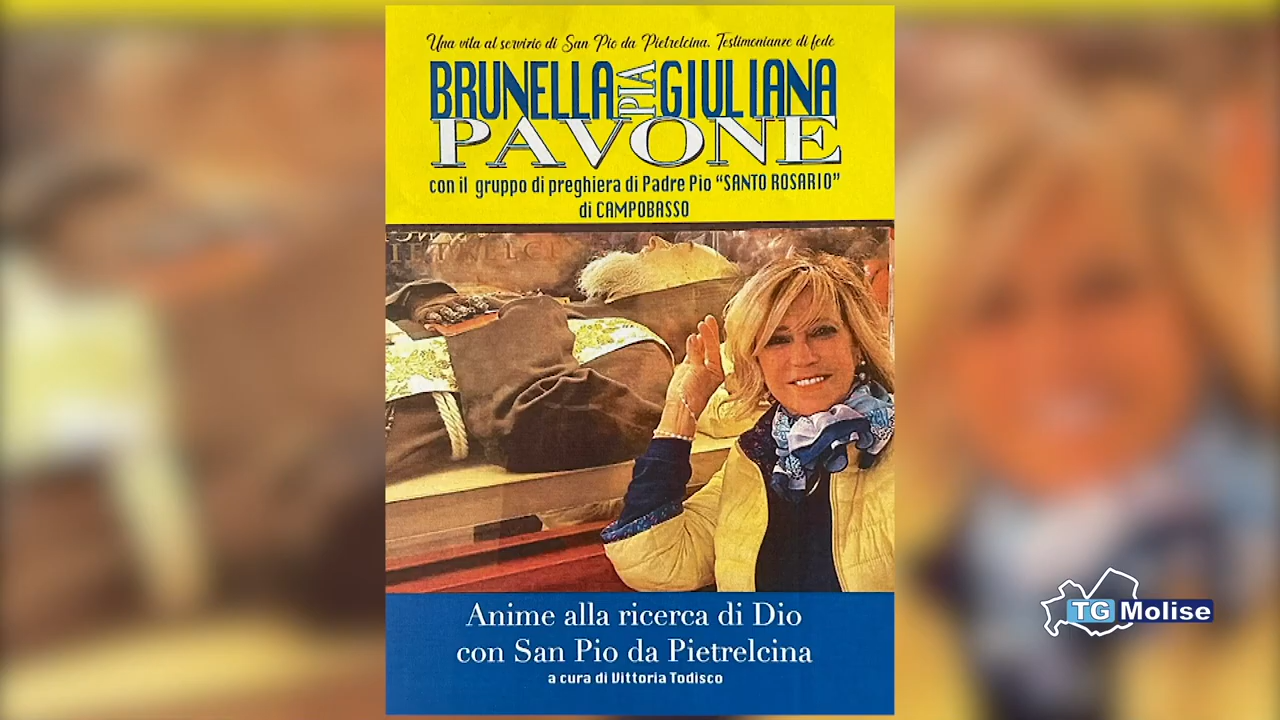 Una vita al servizio di San Pio da Pietrelcina. Testimonianze di fede
BRUNELLA PIA GIULIANA
PAVONE
con il gruppo di preghiera di Padre Pio “SANTO ROSARIO”
di CAMPOBASSO
IETRELCI
Anime alla ricerca di Dio
con San Pio da Pietrelcina
a cura di Vittoria Todisco
TG Molise